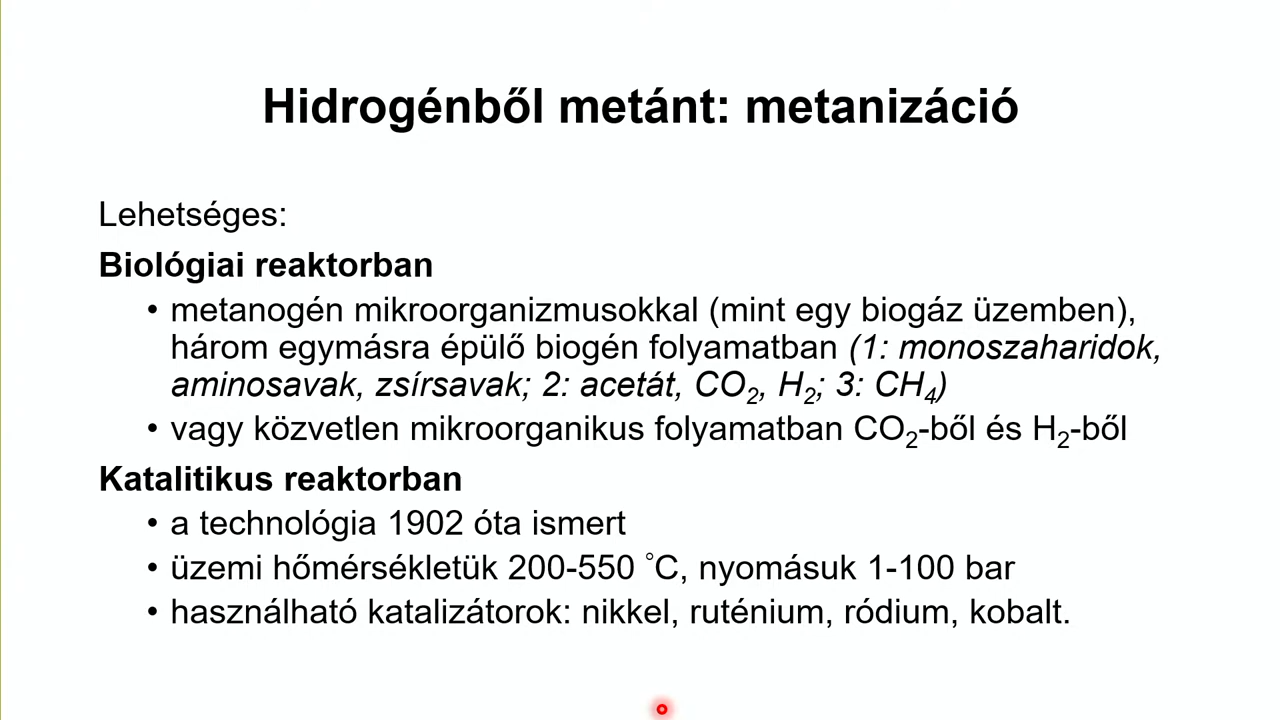 Hidrogénből metánt: metanizáció
Lehetséges:
Biológiai reaktorban
• metanogén mikroorganizmusokkal (mint egy biogáz üzemben),
három egymásra épülő biogén folyamatban (1: monoszaharidok,
aminosavak, zsírsavak; 2: acetát, CO₂, H₂; 3: CH₄)
• vagy közvetlen mikroorganikus folyamatban CO₂-ből és H₂-ből
Katalitikus reaktorban
• a technológia 1902 óta ismert
• üzemi hőmérsékletük 200-550 °C, nyomásuk 1-100 bar
• használható katalizátorok: nikkel, ruténium, ródium, kobalt.